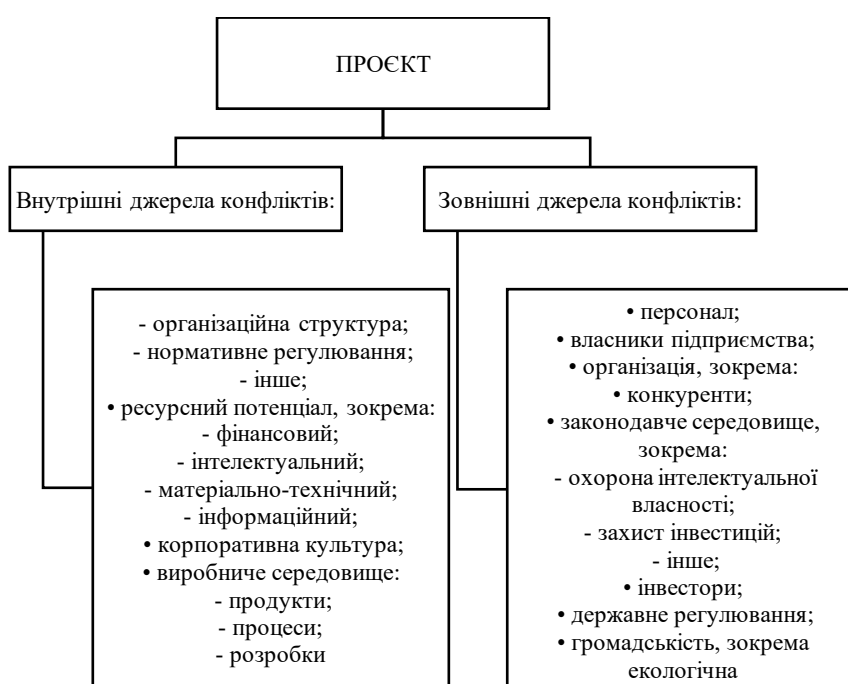 ПРОЄКТ
Внутрішні джерела конфліктів:
Зовнішні джерела конфліктів:
- організаційна структура;
- нормативне регулювання;
- інше;
• ресурсний потенціал, зокрема:
- фінансовий;
- інтелектуальний;
- матеріально-технічний;
- інформаційний;
• корпоративна культура;
• виробниче середовище:
- продукти;
- процеси;
- розробки
• персонал;
• власники підприємства;
• організація, зокрема:
• конкуренти;
• законодавче середовище,
зокрема:
- охорона інтелектуальної
власності;
- захист інвестицій;
- інше;
• інвестори;
• державне регулювання;
• громадськість, зокрема
екологічна